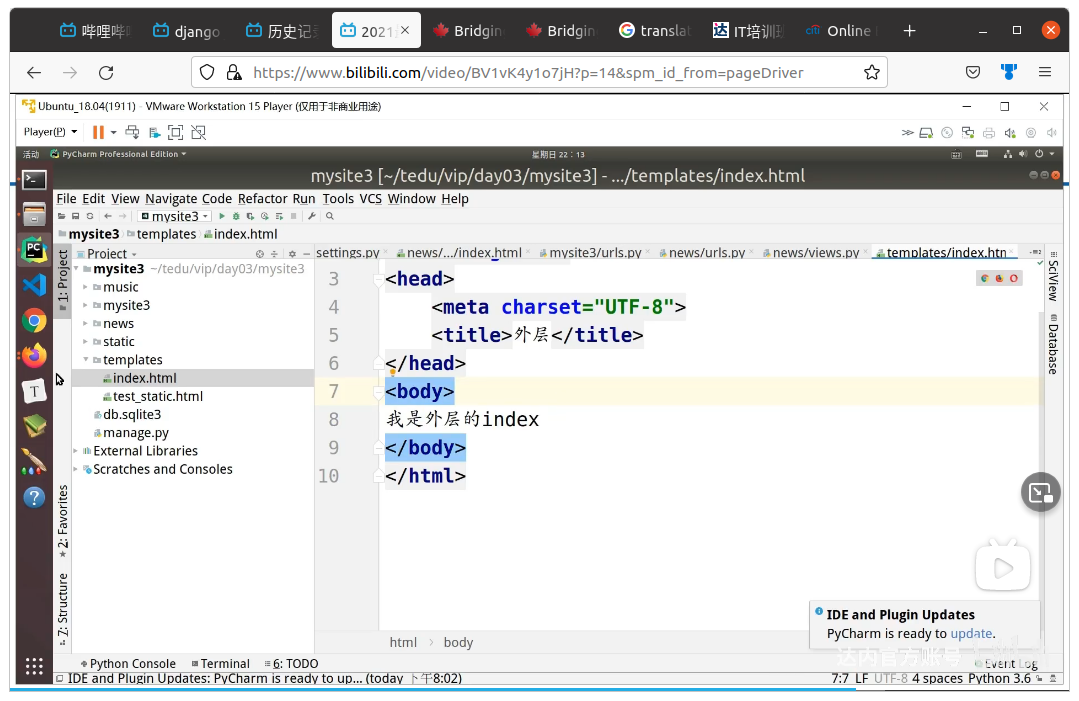 哔哩哔哩
django
历史记录
2021
Bridgin
Bridgin
translat
达 IT培训班
citi Online
https://www.bilibili.com/video/BV1vK4y1o7jH?p=14&spm_id_from=pageDriver
Ubuntu_18.04(1911) - VMware Workstation 15 Player (仅用于非商业用途)
Player(P)
活动 PyCharm Professional Edition 星期日 22:13
mysite3 [~/tedu/vip/day03/mysite3] - .../templates/index.html
File Edit View Navigate Code Refactor Run Tools VCS Window Help
mysite3
mysite3 templates index.html
Project
settings.py news/.../index.html mysite3/urls.py news/urls.py news/views.py templates/index.htm
mysite3 ~/tedu/vip/day03/mysite3
music
mysite3
news
static
templates
index.html
test_static.html
db.sqlite3
manage.py
External Libraries
Scratches and Consoles
1: Project
2: Favorites
Z: Structure
3 <head>
4 <meta charset="UTF-8">
5 <title>外层</title>
6 </head>
7 <body>
8 我是外层的index
9 </body>
10 </html>
SciView
Database
IDE and Plugin Updates
PyCharm is ready to update.
达内官方账号
html body
Python Console Terminal 6: TODO Event Log
IDE and Plugin Updates: PyCharm is ready to up... (today 下午8:02) 7:7 LF UTF-8 4 spaces Python 3.6